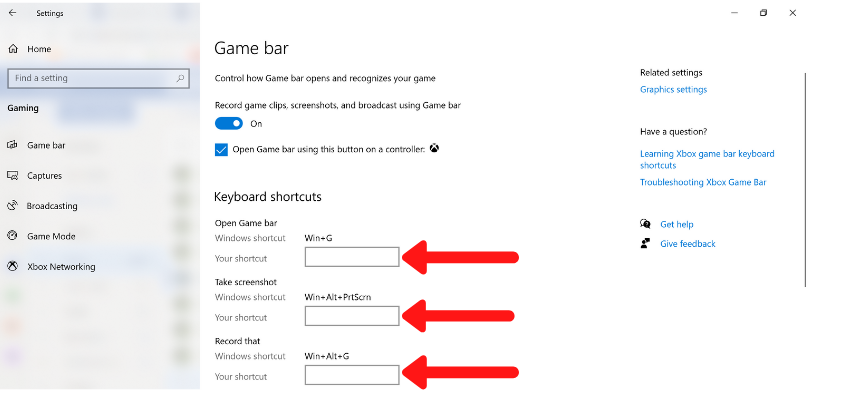 Settings
Home
Find a setting
Gaming
Game bar
Captures
Broadcasting
Game Mode
Xbox Networking
Game bar
Control how Game bar opens and recognizes your game
Record game clips, screenshots, and broadcast using Game bar
On
Open Game bar using this button on a controller:
Keyboard shortcuts
Open Game bar
Windows shortcut Win+G
Your shortcut
Take screenshot
Windows shortcut Win+Alt+PrtScrn
Your shortcut
Record that
Windows shortcut Win+Alt+G
Your shortcut
Related settings
Graphics settings
Have a question?
Learning Xbox game bar keyboard
shortcuts
Troubleshooting Xbox Game Bar
Get help
Give feedback